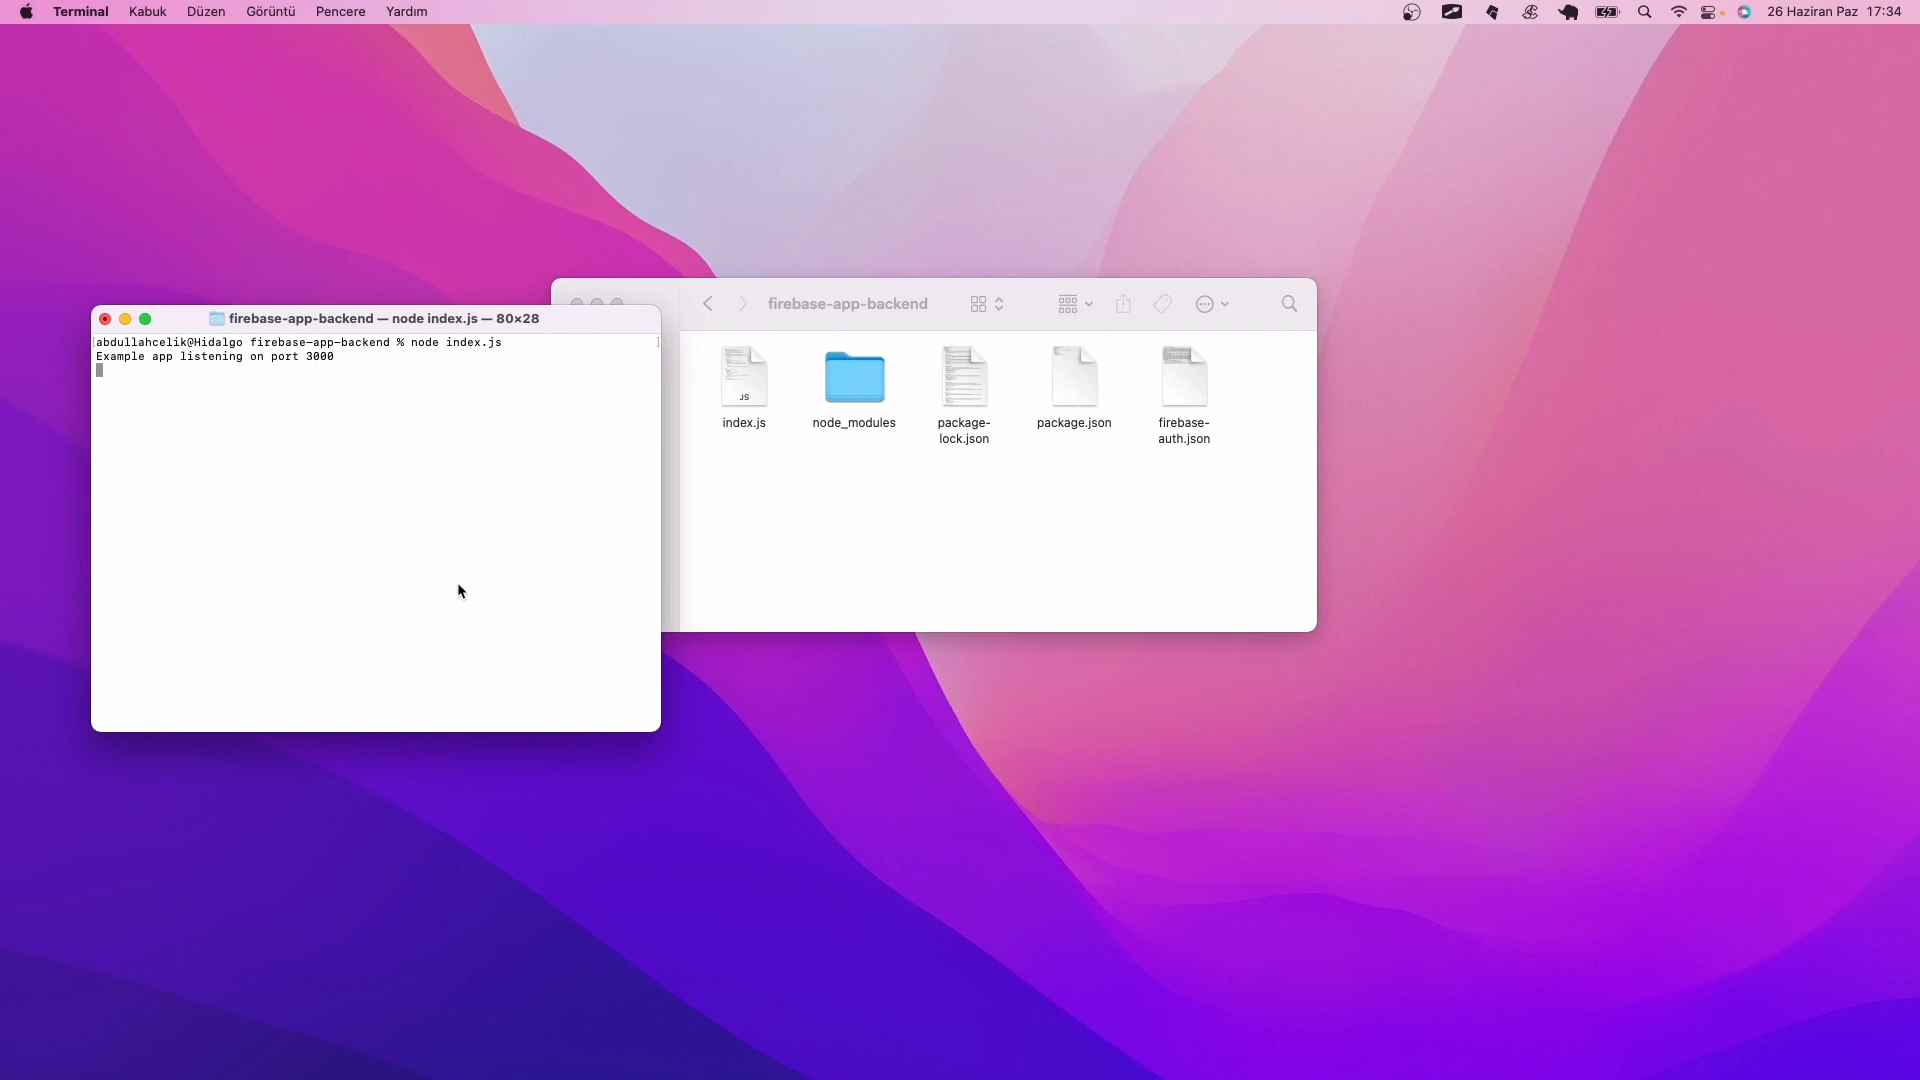 Terminal Kabuk Düzen Görüntü Pencere Yardım 26 Haziran Paz 17:34
firebase-app-backend
firebase-app-backend — node index.js — 80×28
[abdullahcelik@Hidalgo firebase-app-backend % node index.js ]
Example app listening on port 3000
JS
index.js
node_modules
package-
lock.json
package.json
firebase-
auth.json